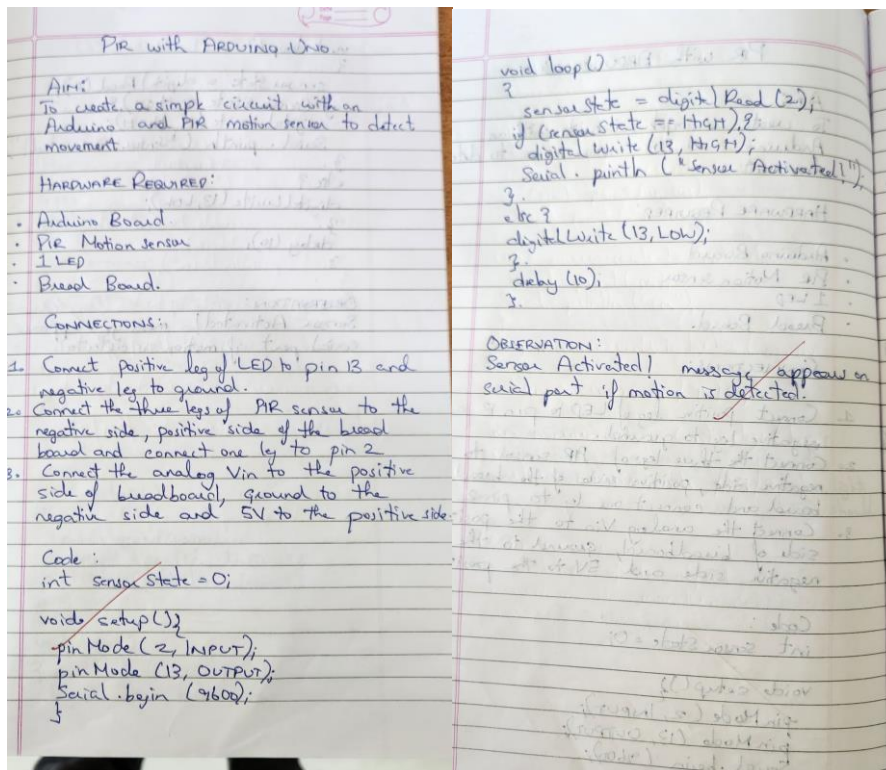 PIR with ARDUINO UNO
AIM:
To create a simple circuit with an
Arduino and PIR motion sensor to detect
movement
HARDWARE REQUIRED:
• Arduino Board
• PIR Motion sensor
• 1 LED
• Bread Board.
CONNECTIONS:
1. Connect positive leg of LED to pin 13 and
negative leg to ground.
2. Connect the three legs of PIR sensor to the
negative side, positive side of the bread
board and connect one leg to pin 2
3. Connect the analog Vin to the positive
side of breadboard, ground to the
negative side and 5V to the positive side
Code:
int sensorState = 0;
void setup(){
pinMode (2, INPUT);
pinMode (13, OUTPUT);
Serial.begin (9600);
}
void loop()
{
sensorState = digitalRead (2);
if (sensorState == HIGH) {
digitalWrite (13, HIGH);
Serial.println ("Sensor Activated!");
}
else {
digitalWrite (13, LOW);
}
delay (10);
}
OBSERVATION:
Sensor Activated! message appears on
serial port if motion is detected.